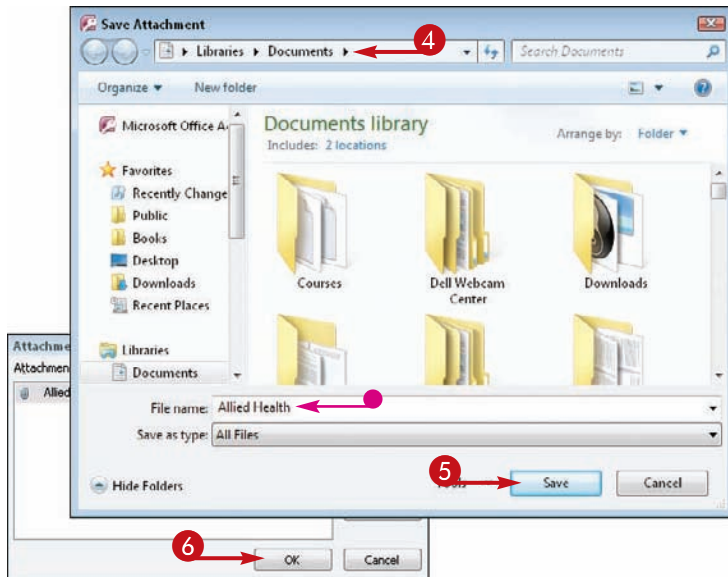 Save Attachment
Libraries Documents 4 Search Documents
Organize New folder
Microsoft Office A
Favorites
Recently Change
Public
Books
Desktop
Downloads
Recent Places
Libraries
Documents
Documents library
Includes: 2 locations
Arrange by: Folder
Courses
Dell Webcam
Center
Downloads
Attachme
Attachmen
Allied
File name: Allied Health
Save as type: All Files
Hide Folders
5
Save
Cancel
6
OK
Cancel